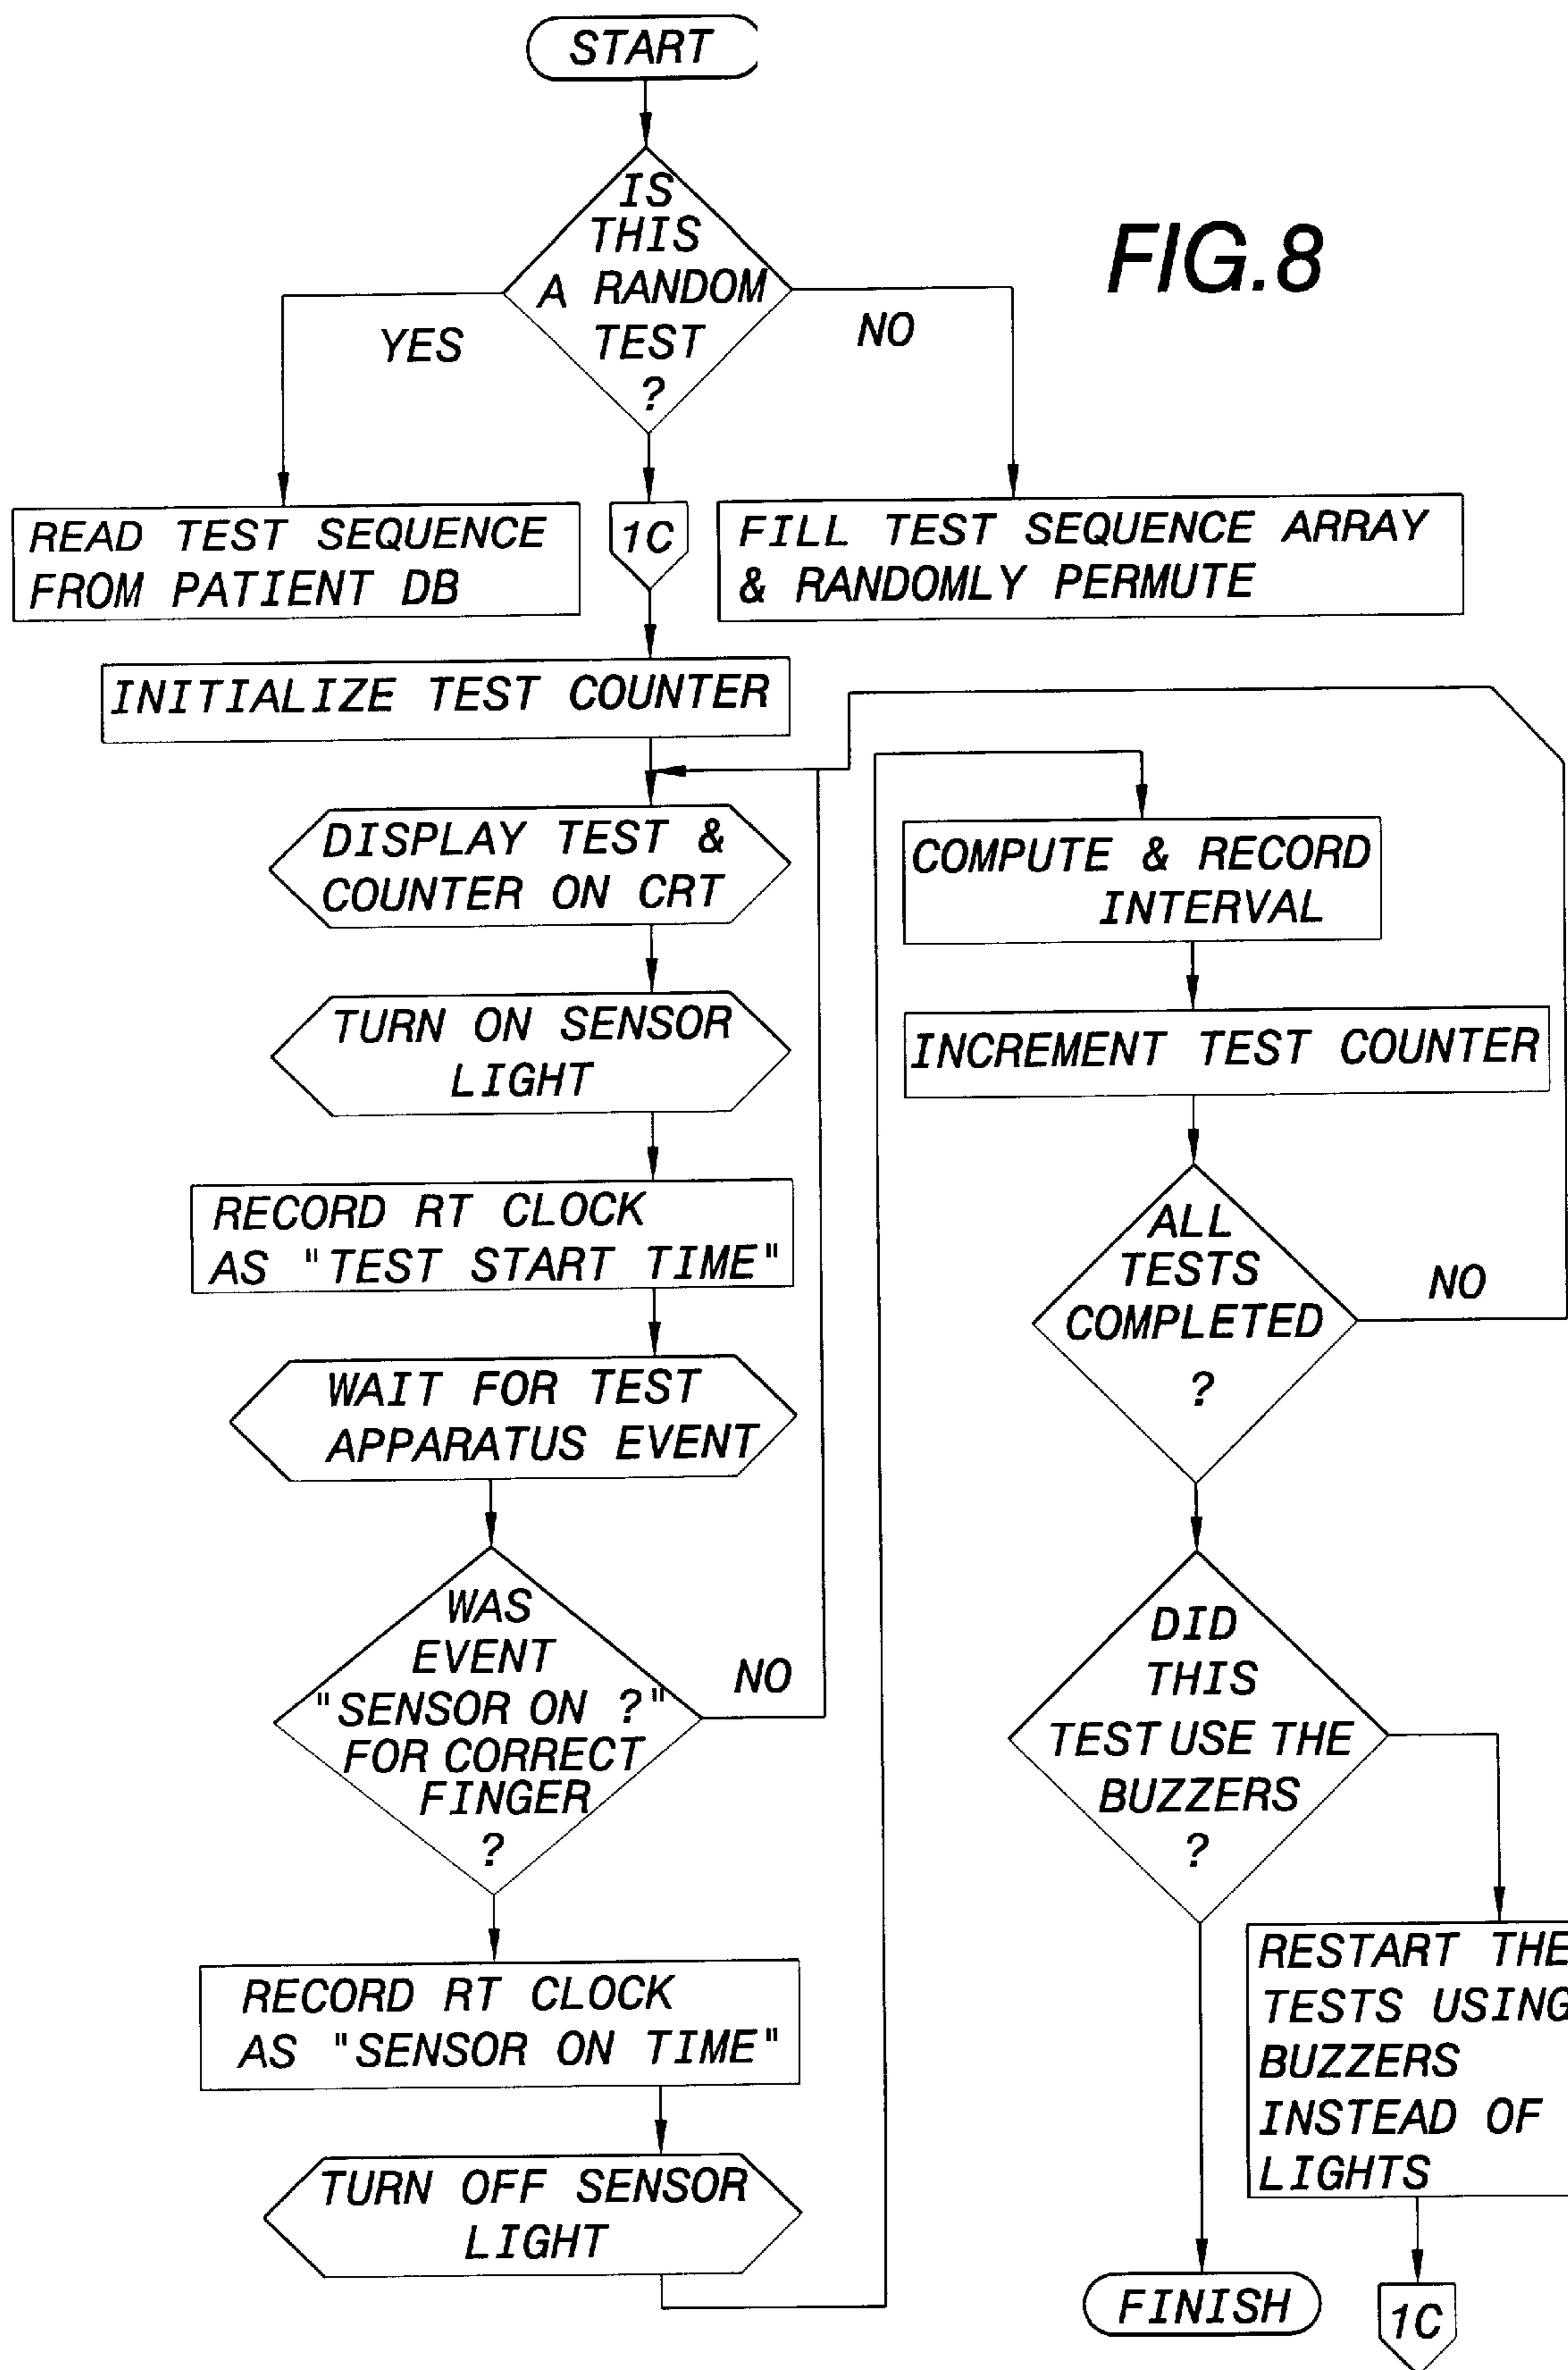 START
FIG.8
IS
THIS
A RANDOM
TEST
?
YES
NO
READ TEST SEQUENCE
FROM PATIENT DB
1C
FILL TEST SEQUENCE ARRAY
& RANDOMLY PERMUTE
INITIALIZE TEST COUNTER
DISPLAY TEST &
COUNTER ON CRT
TURN ON SENSOR
LIGHT
RECORD RT CLOCK
AS "TEST START TIME"
WAIT FOR TEST
APPARATUS EVENT
WAS
EVENT
"SENSOR ON ?"
FOR CORRECT
FINGER
?
NO
RECORD RT CLOCK
AS "SENSOR ON TIME"
TURN OFF SENSOR
LIGHT
COMPUTE & RECORD
INTERVAL
INCREMENT TEST COUNTER
ALL
TESTS
COMPLETED
?
NO
DID
THIS
TEST USE THE
BUZZERS
?
RESTART THE
TESTS USING
BUZZERS
INSTEAD OF
LIGHTS
FINISH
1C